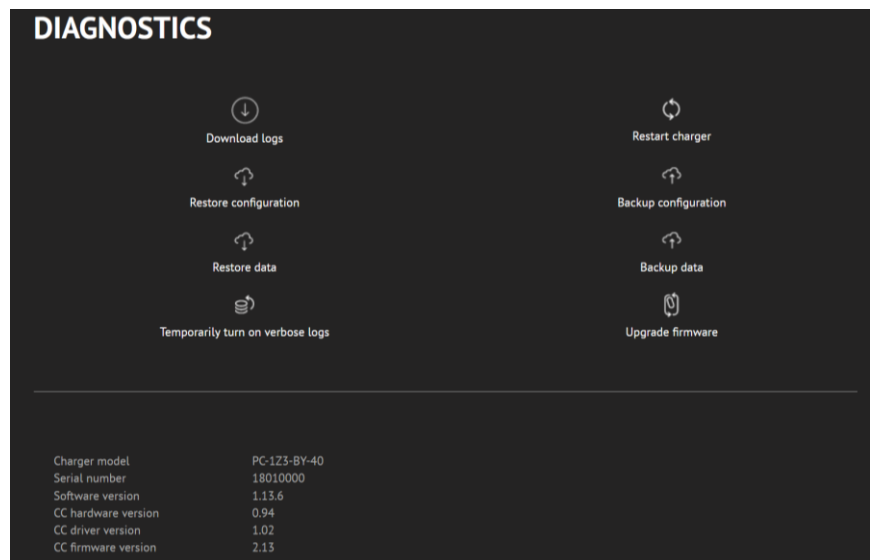 DIAGNOSTICS
Download logs
Restart charger
Restore configuration
Backup configuration
Restore data
Backup data
Temporarily turn on verbose logs
Upgrade firmware
Charger model PC-1Z3-BY-40
Serial number 18010000
Software version 1.13.6
CC hardware version 0.94
CC driver version 1.02
CC firmware version 2.13